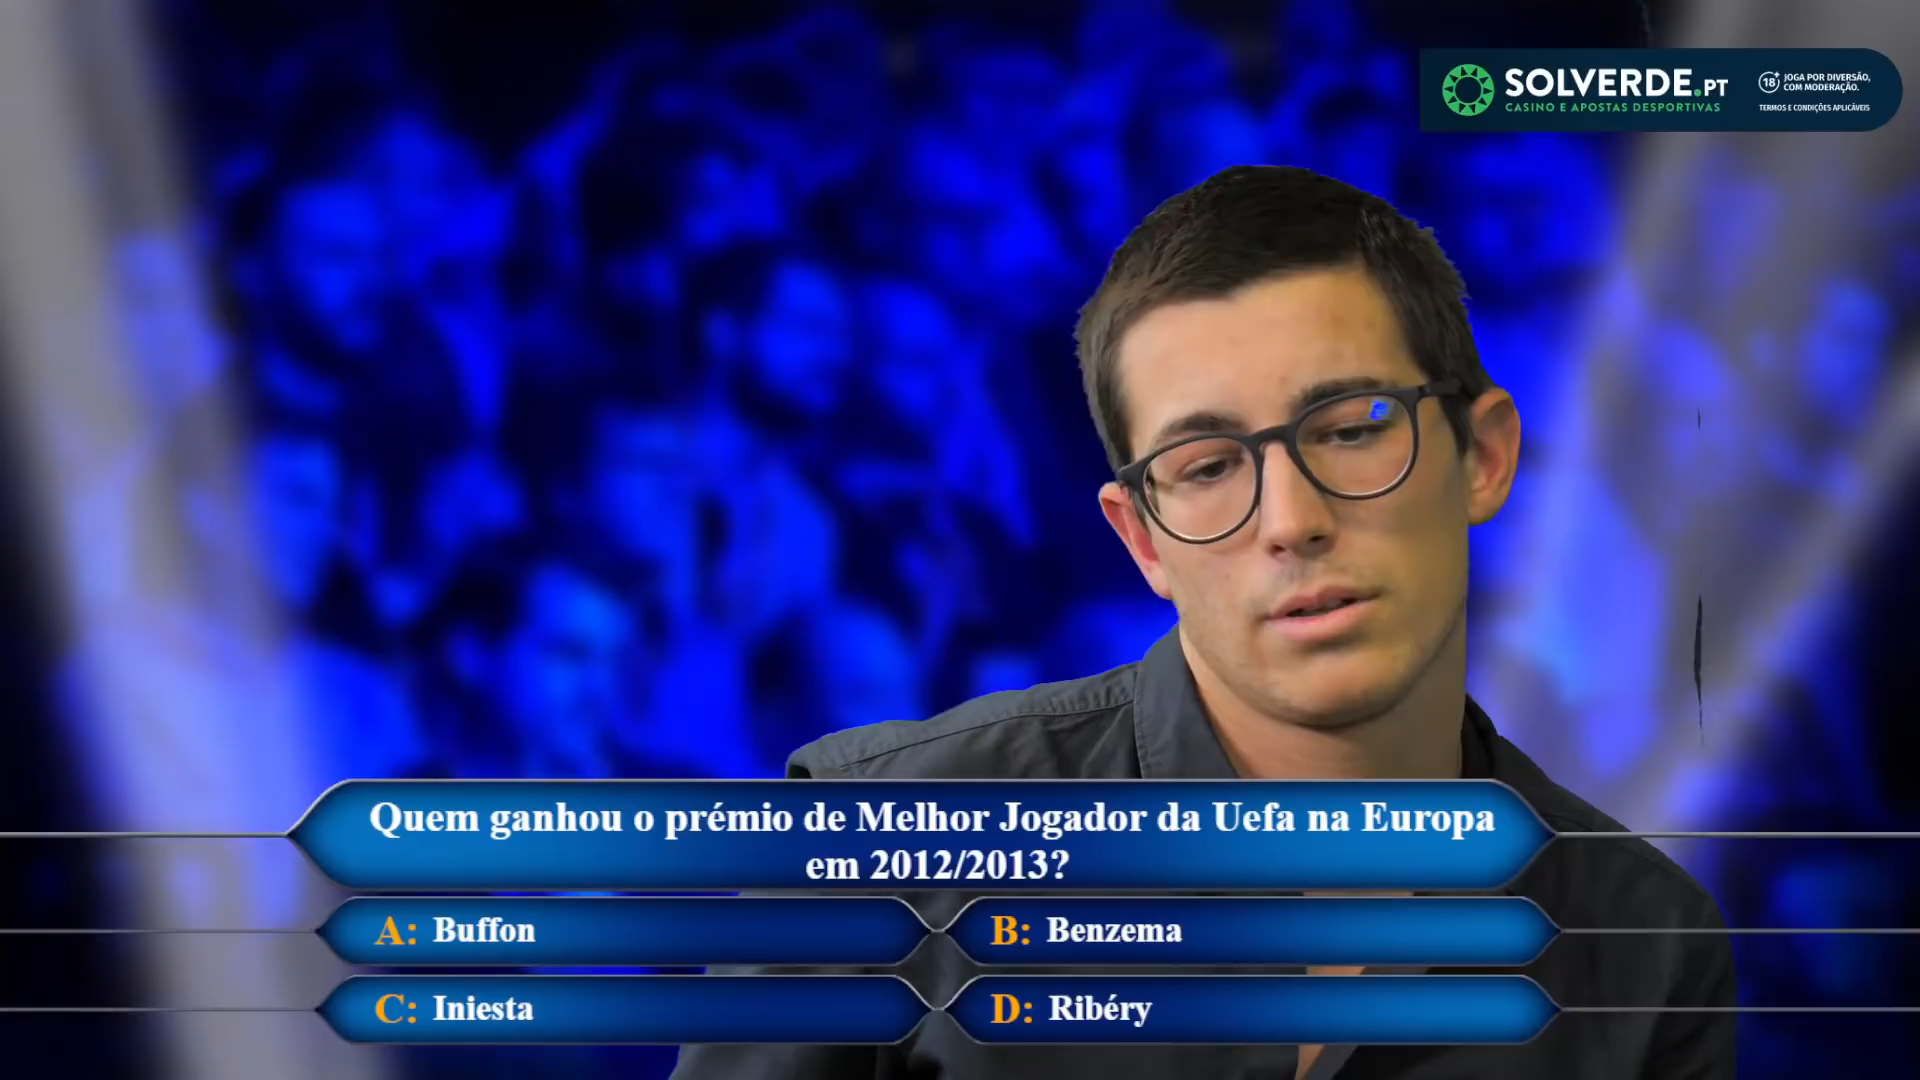 SOLVERDE.PT
CASINO E APOSTAS DESPORTIVAS
18+
JOGA POR DIVERSÃO,
COM MODERAÇÃO.
TERMOS E CONDIÇÕES APLICÁVEIS
Quem ganhou o prémio de Melhor Jogador da Uefa na Europa
em 2012/2013?
A: Buffon
B: Benzema
C: Iniesta
D: Ribéry